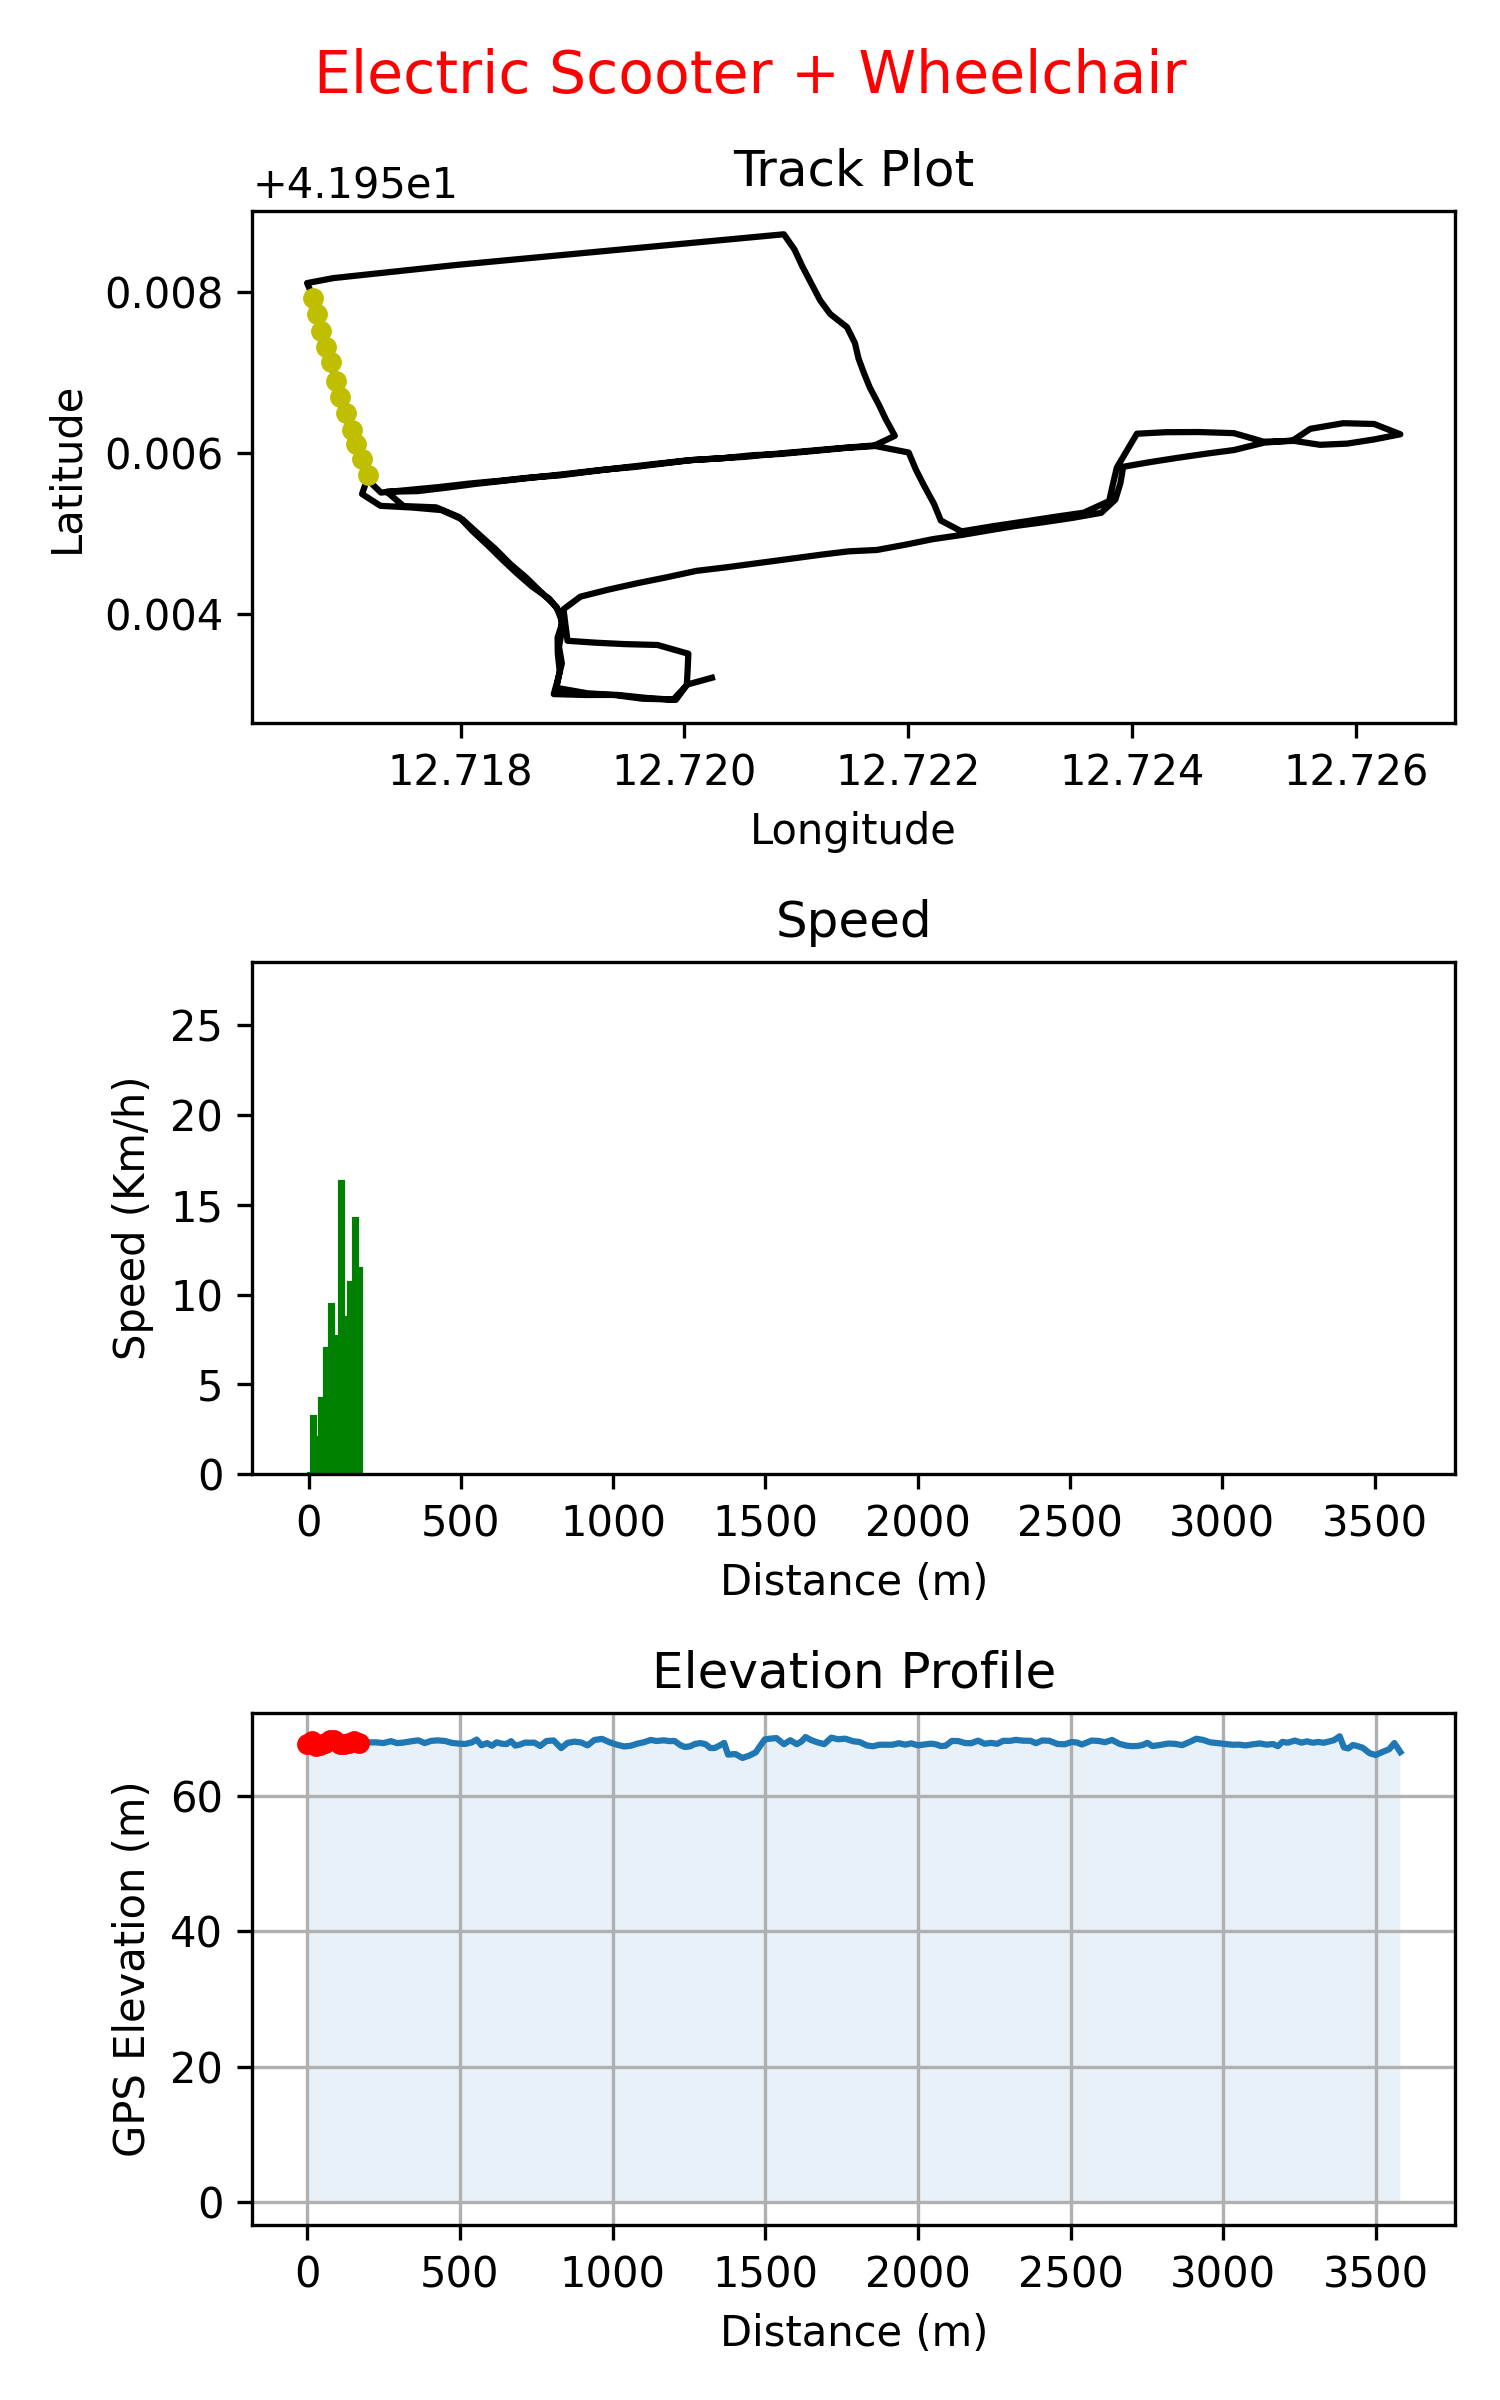 Electric Scooter + Wheelchair
Track Plot
+4.195e1
0.008
0.006
0.004
Latitude
12.718 12.720 12.722 12.724 12.726
Longitude
Speed
25
20
15
10
5
0
Speed (Km/h)
0 500 1000 1500 2000 2500 3000 3500
Distance (m)
Elevation Profile
60
40
20
0
GPS Elevation (m)
0 500 1000 1500 2000 2500 3000 3500
Distance (m)